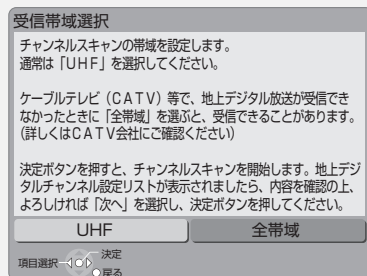 受信帯域選択
チャンネルスキャンの帯域を設定します。
通常は「UHF」を選択してください。
ケーブルテレビ（CATV）等で、地上デジタル放送が受信でき
なかったときに「全帯域」を選ぶと、受信できることがあります。
（詳しくはCATV会社にご確認ください）
決定ボタンを押すと、チャンネルスキャンを開始します。地上デジ
タルチャンネル設定リストが表示されましたら、内容を確認の上、
よろしければ「次へ」を選択し、決定ボタンを押してください。
UHF 全帯域
項目選択 決定
戻る